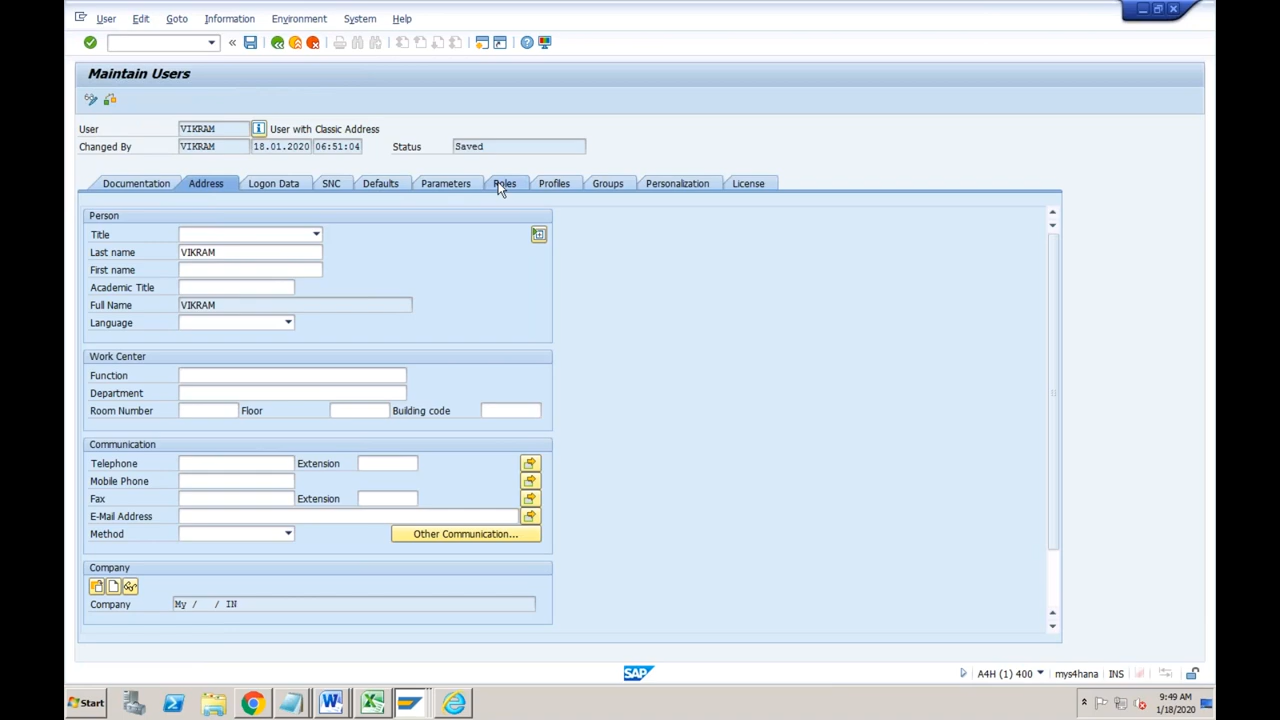 User Edit Goto Information Environment System Help
Maintain Users
User VIKRAM User with Classic Address
Changed By VIKRAM 18.01.2020 06:51:04 Status Saved
Documentation Address Logon Data SNC Defaults Parameters Roles Profiles Groups Personalization License
Person
Title
Last name VIKRAM
First name
Academic Title
Full Name VIKRAM
Language
Work Center
Function
Department
Room Number Floor Building code
Communication
Telephone Extension
Mobile Phone
Fax Extension
E-Mail Address
Method Other Communication...
Company
Company My / / IN
SAP A4H (1) 400 mys4hana INS
Start 9:49 AM
1/18/2020